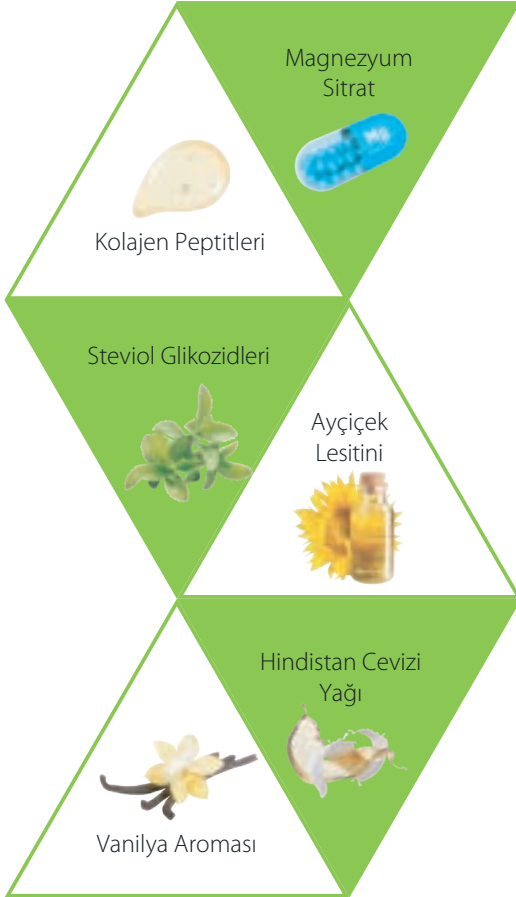 Magnezyum
Sitrat
Kolajen Peptitleri
Steviol Glikozidleri
Ayçiçek
Lesitini
Hindistan Cevizi
Yağı
Vanilya Aroması